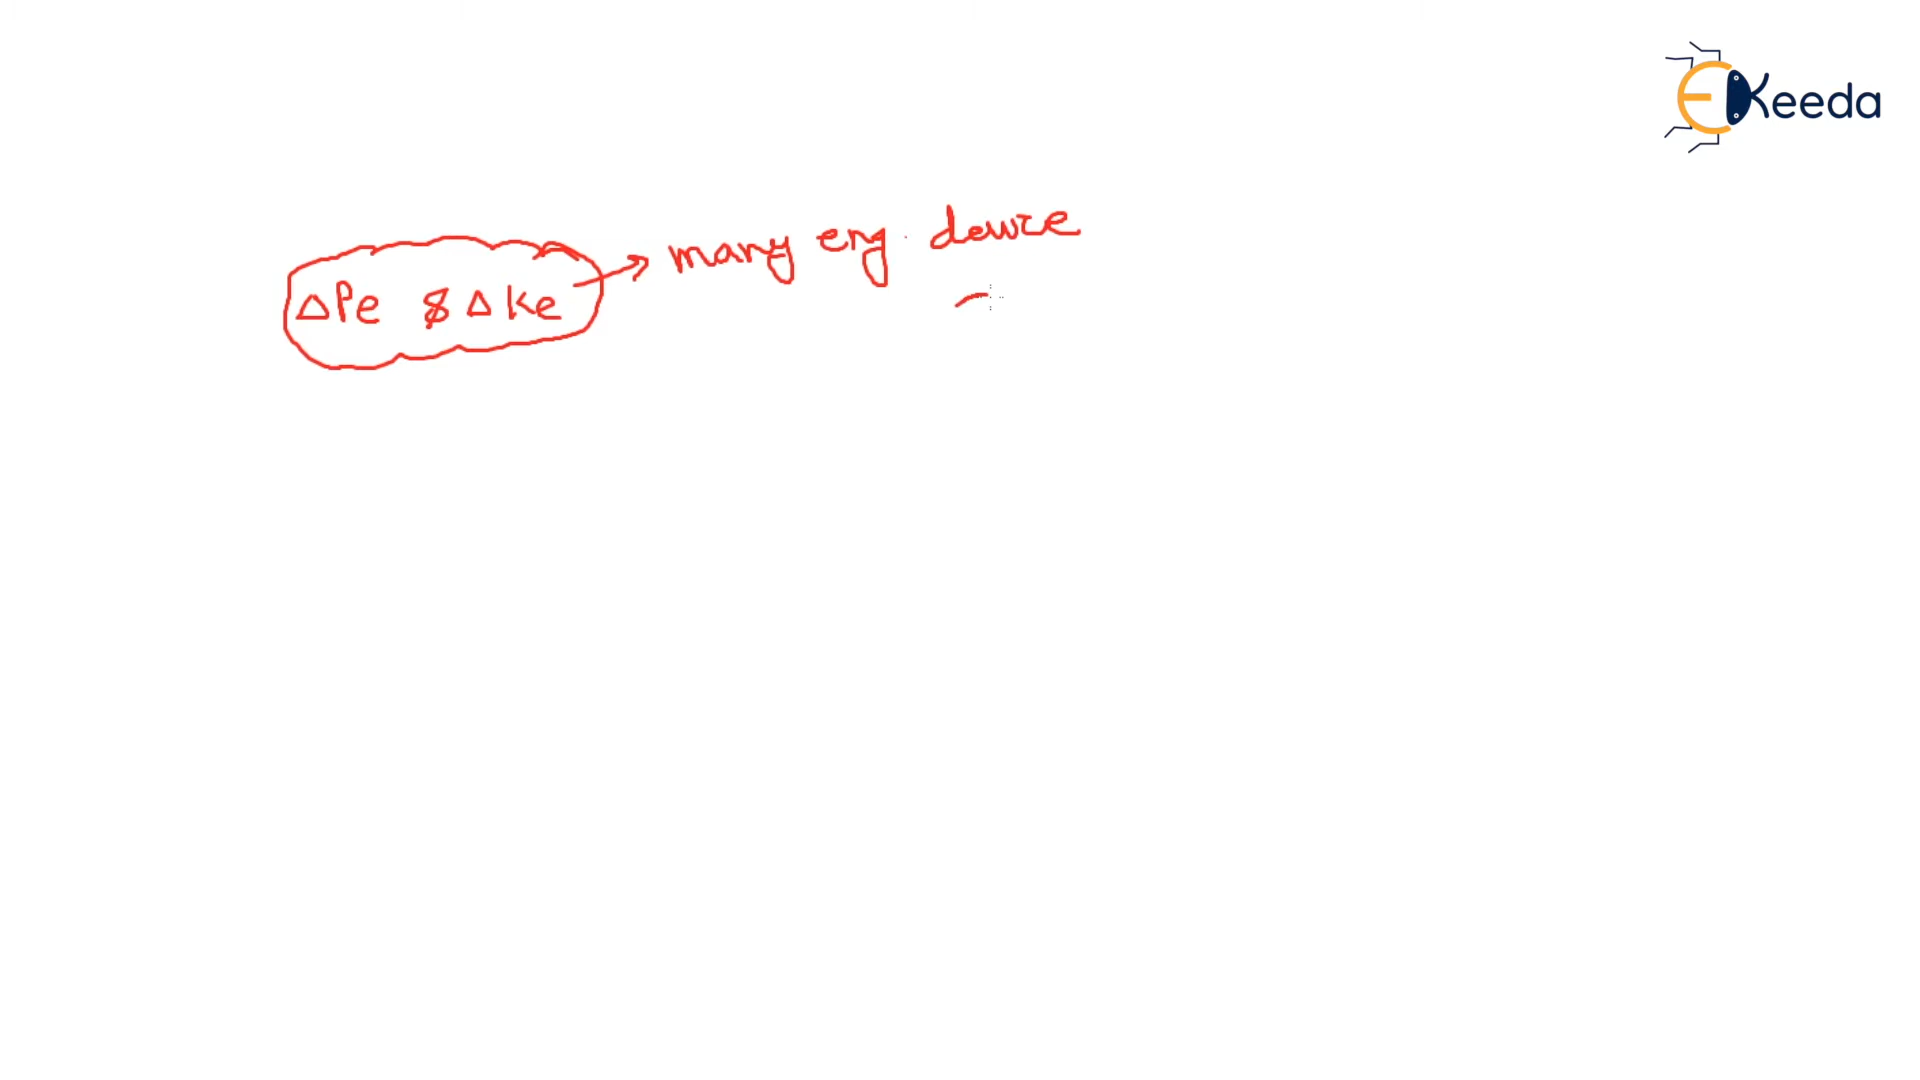 EKeeda
many eng. device
ΔPe & ΔKe →